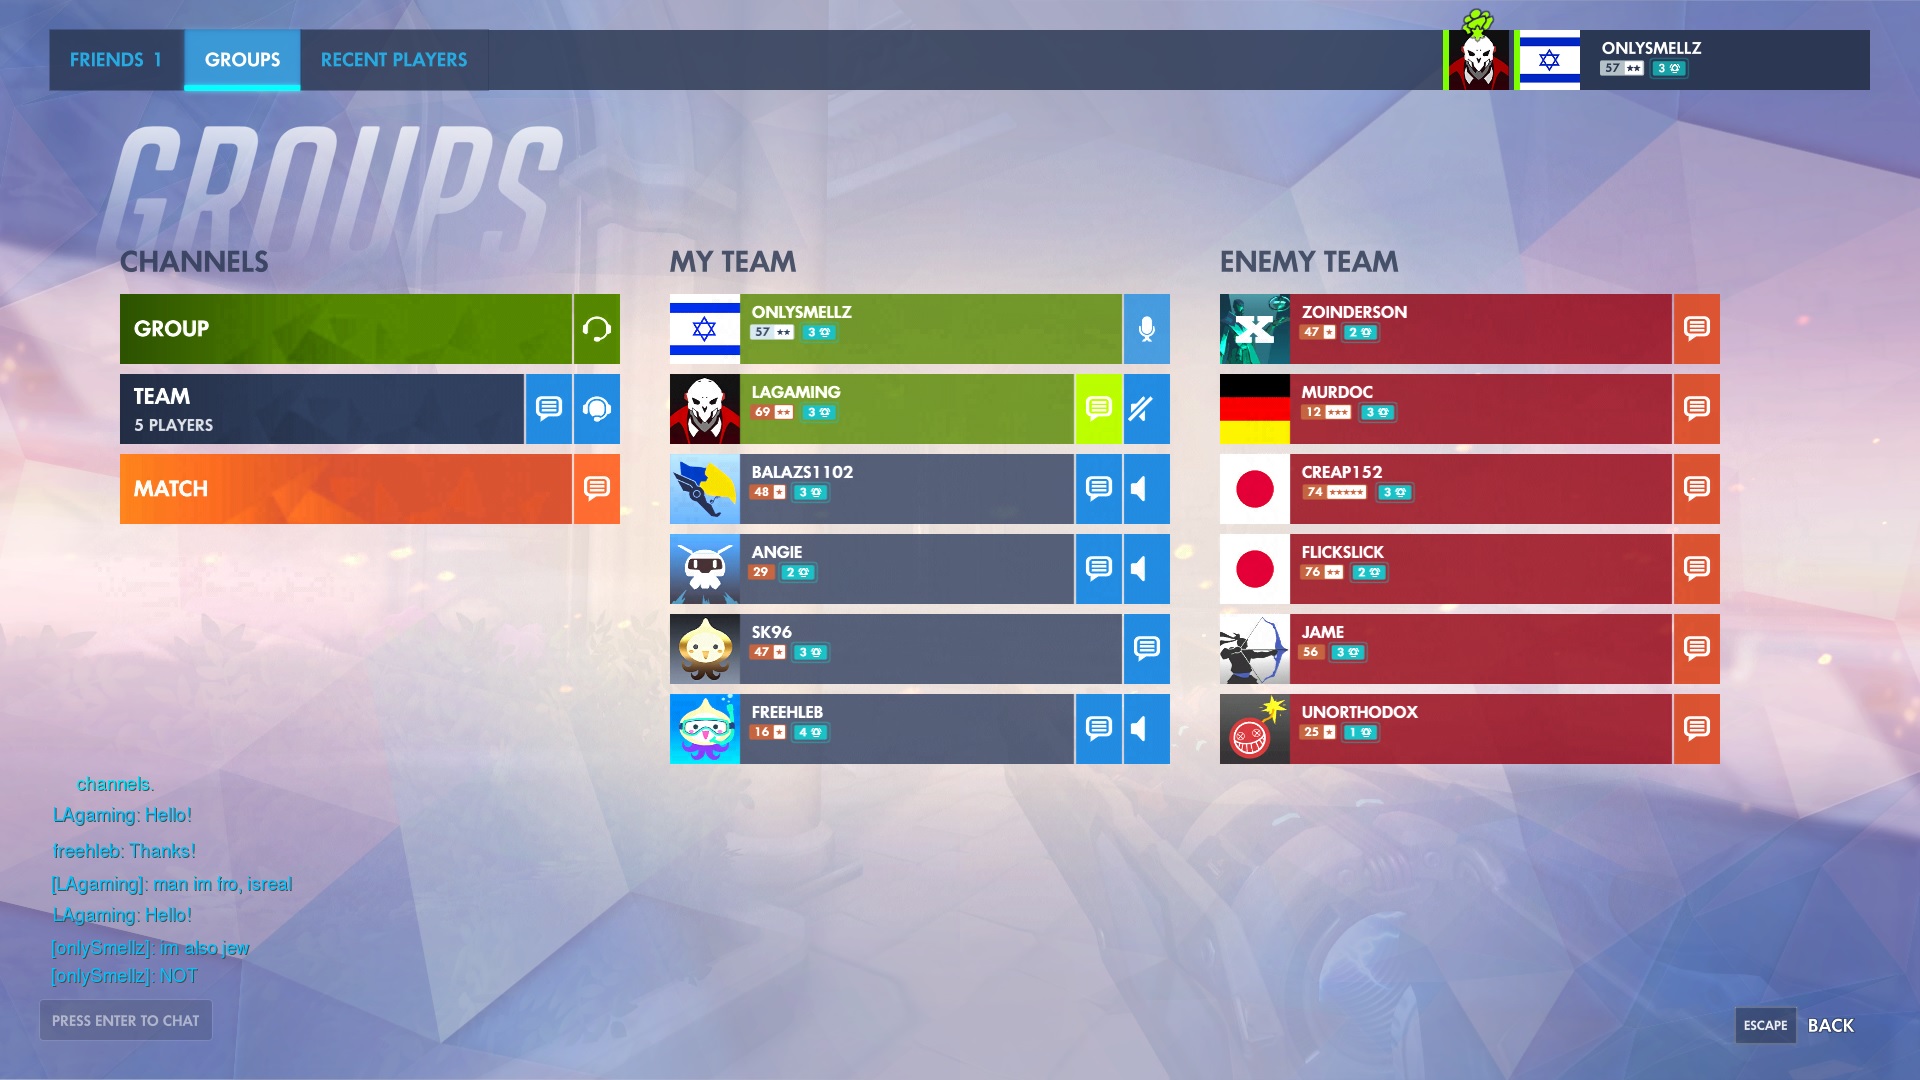 FRIENDS 1
GROUPS
RECENT PLAYERS
ONLYSMELLZ
57 3
GROUPS
CHANNELS
GROUP
TEAM
5 PLAYERS
MATCH
MY TEAM
ONLYSMELLZ
57 3
LAGAMING
69 3
BALAZS1102
48 3
ANGIE
29 2
SK96
47 3
FREEHLEB
16 4
ENEMY TEAM
ZOINDERSON
47 2
MURDOC
12 3
CREAP152
74 3
FLICKSLICK
76 2
JAME
56 3
UNORTHODOX
25 1
channels.
LAgaming: Hello!
freehleb: Thanks!
[LAgaming]: man im fro, isreal
LAgaming: Hello!
[onlySmellz]: im also jew
[onlySmellz]: NOT
PRESS ENTER TO CHAT
ESCAPE BACK